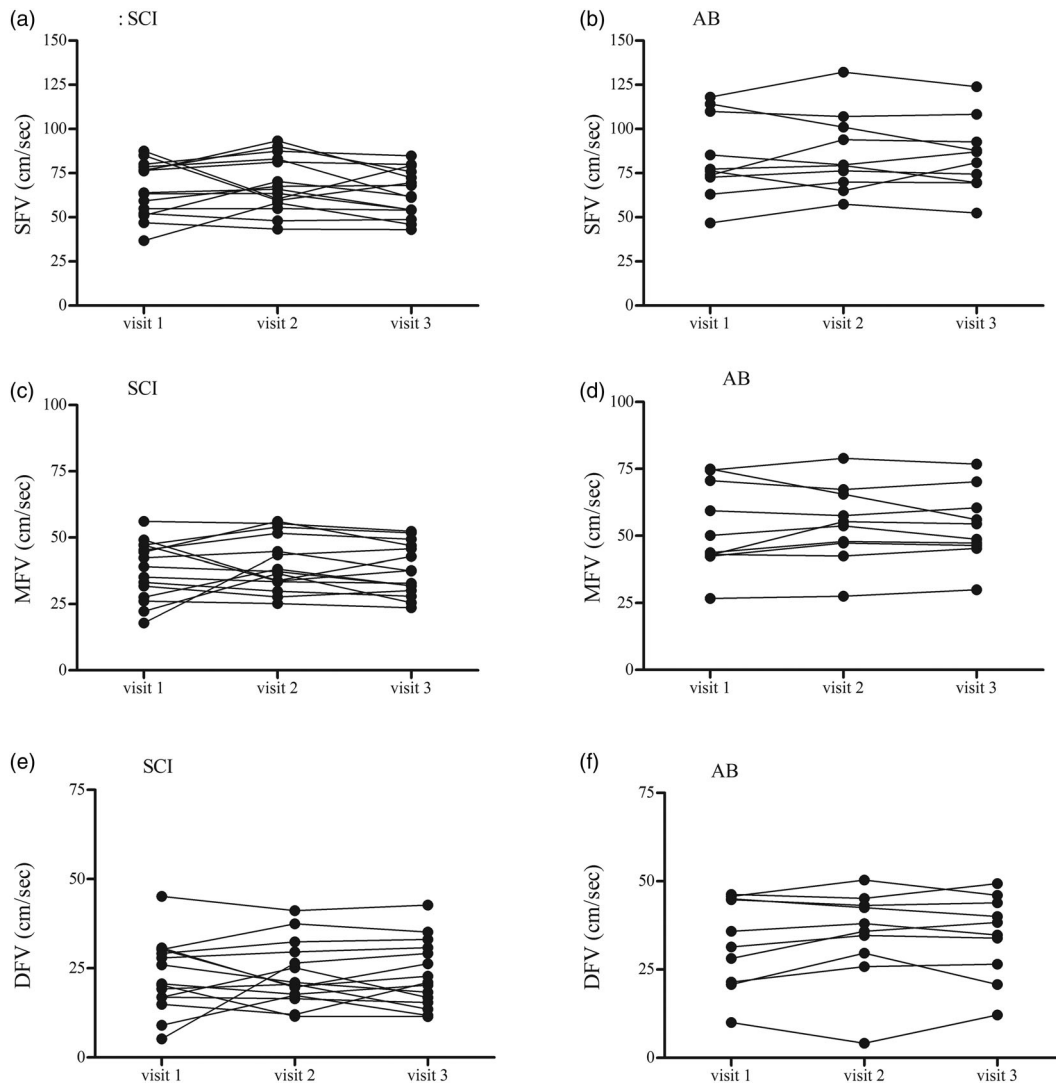 (a)
: SCI
SFV (cm/sec)
150
125
100
75
50
25
0
visit 1
visit 2
visit 3
(b)
AB
SFV (cm/sec)
150
125
100
75
50
25
0
visit 1
visit 2
visit 3
(c)
SCI
MFV (cm/sec)
100
75
50
25
0
visit 1
visit 2
visit 3
(d)
AB
MFV (cm/sec)
100
75
50
25
0
visit 1
visit 2
visit 3
(e)
SCI
DFV (cm/sec)
75
50
25
0
visit 1
visit 2
visit 3
(f)
AB
DFV (cm/sec)
75
50
25
0
visit 1
visit 2
visit 3